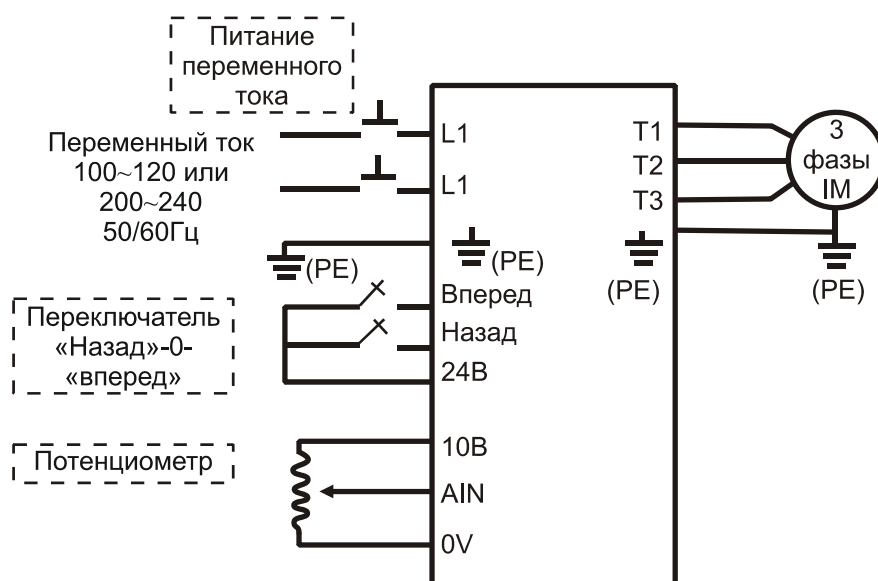 Питание
переменного
тока
Переменный ток
100~120 или
200~240
50/60Гц
L1
L1
(PE)
(PE)
Переключатель
«Назад»-0-
«вперед»
Вперед
Назад
24В
Потенциометр
10В
AIN
0V
T1
T2
T3
(PE)
3
фазы
IM
(PE)